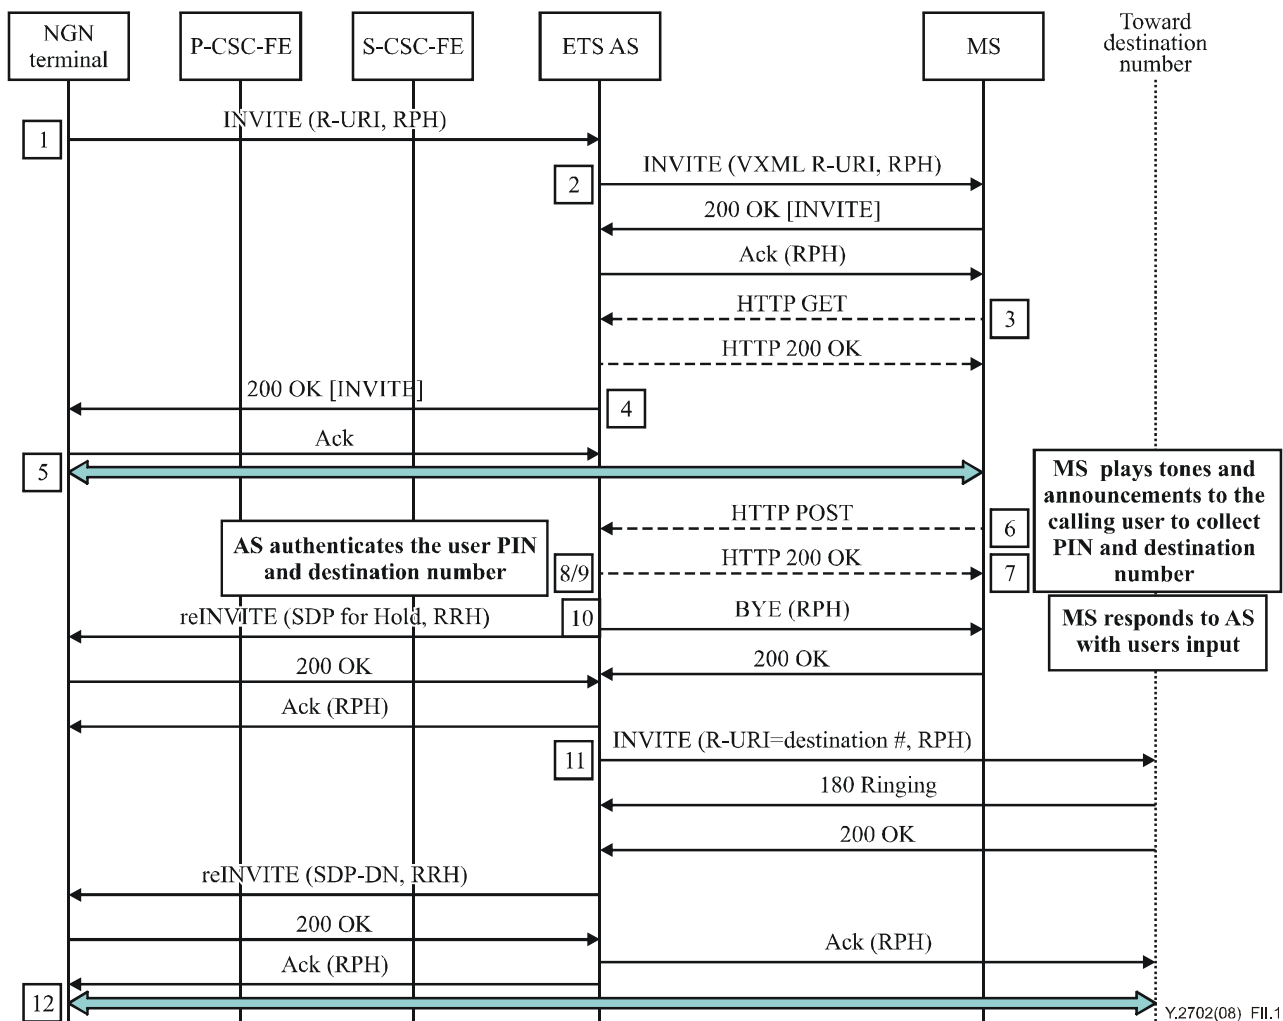 NGN
terminal
P-CSC-FE
S-CSC-FE
ETS AS
MS
Toward
destination
number
INVITE (R-URI, RPH)
1
INVITE (VXML R-URI, RPH)
2
200 OK [INVITE]
Ack (RPH)
HTTP GET
3
HTTP 200 OK
200 OK [INVITE]
4
Ack
5
MS plays tones and
announcements to the
calling user to collect
PIN and destination
number
HTTP POST
6
AS authenticates the user PIN
and destination number
8/9
HTTP 200 OK
7
reINVITE (SDP for Hold, RRH)
10
BYE (RPH)
MS responds to AS
with users input
200 OK
200 OK
Ack (RPH)
11
INVITE (R-URI=destination #, RPH)
180 Ringing
200 OK
reINVITE (SDP-DN, RRH)
200 OK
Ack (RPH)
Ack (RPH)
12
Y.2702(08)_FII.1